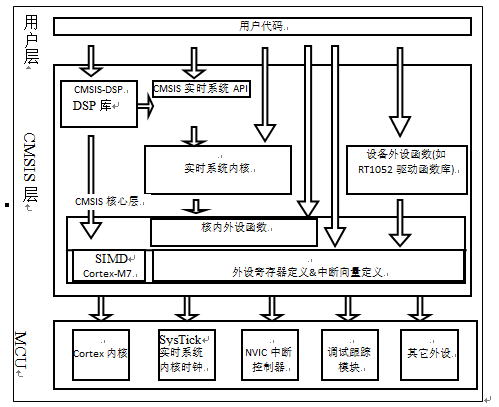 用户层
用户代码
CMSIS层
CMSIS-DSP
DSP 库
CMSIS 实时系统 API
实时系统内核
设备外设函数(如
RT1052 驱动函数库)
CMSIS 核心层
核内外设函数
SIMD
Cortex-M7
外设寄存器定义&中断向量定义
MCU
Cortex 内核
SysTick
实时系统
内核时钟
NVIC 中断
控制器
调试跟踪
模块
其它外设